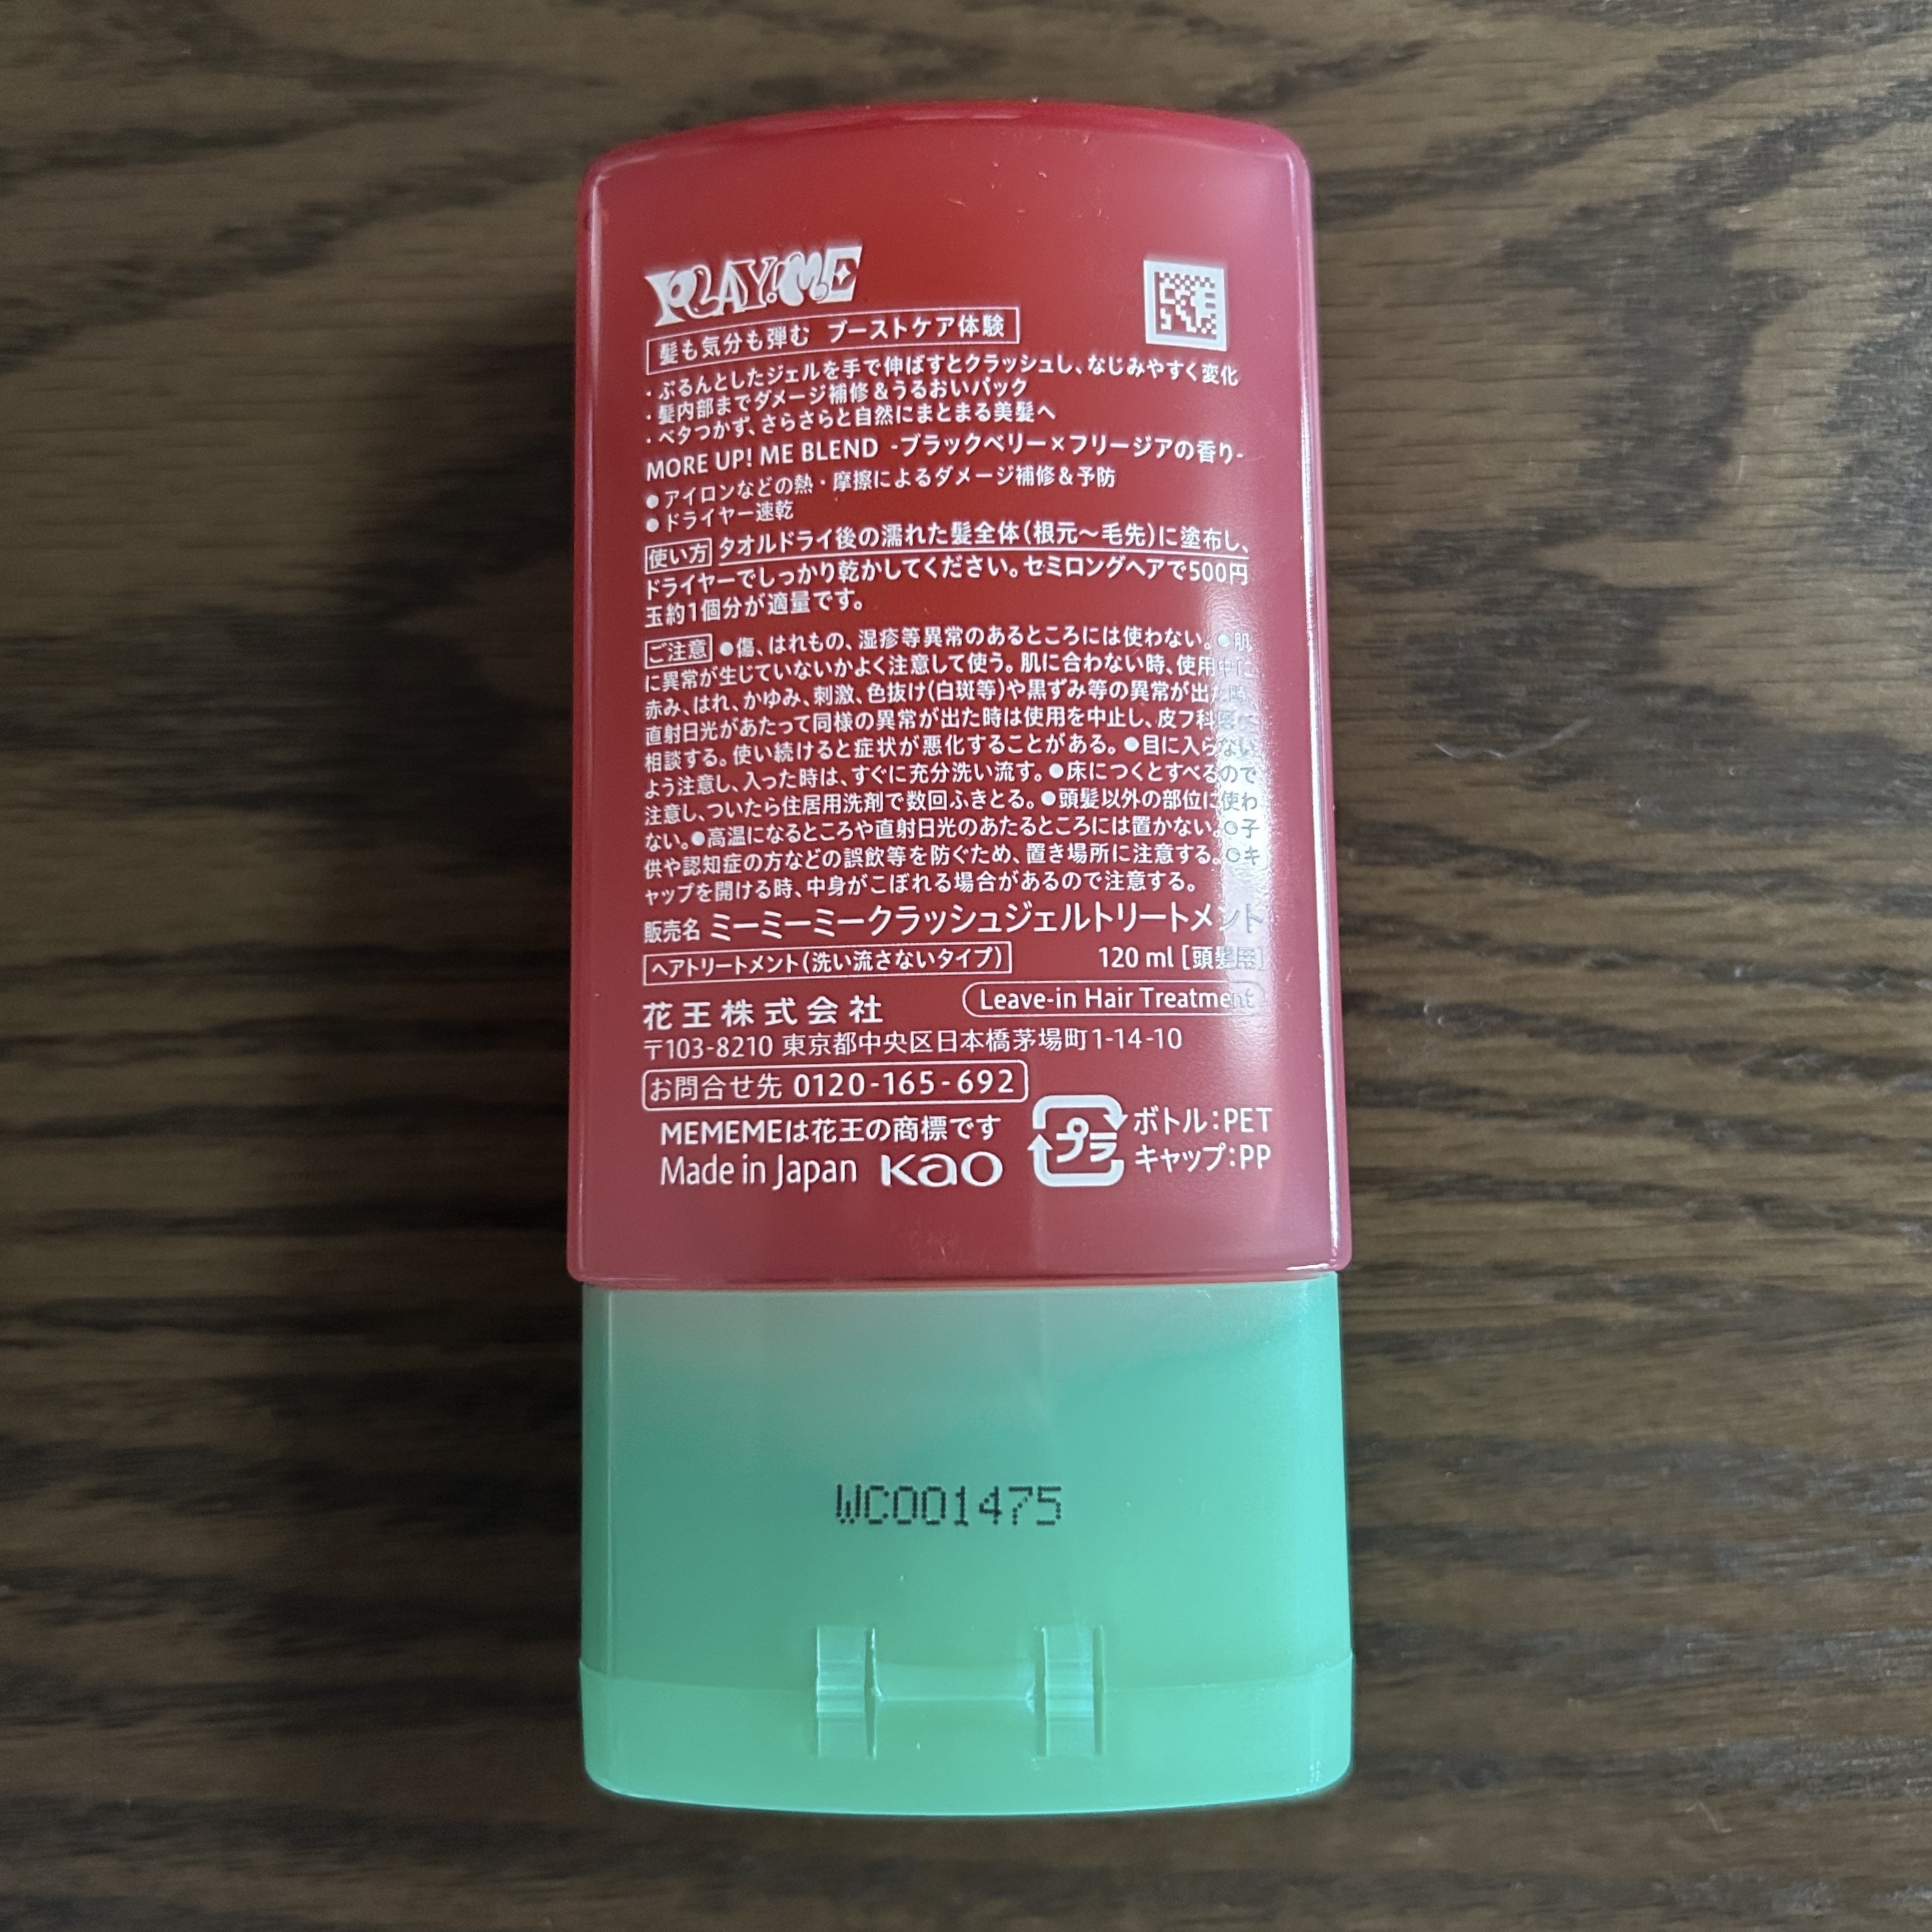 PLAY! ME
髪も気分も弾む ブーストケア体験
・ぷるんとしたジェルを手で伸ばすとクラッシュし、なじみやすく変化
・髪内部までダメージ補修&うるおいパック
・ベタつかず、さらさらと自然にまとまる美髪へ
MORE UP! ME BLEND -ブラックベリー×フリージアの香り-
●アイロンなどの熱・摩擦によるダメージ補修&予防
●ドライヤー速乾
使い方 タオルドライ後の濡れた髪全体(根元〜毛先)に塗布し、
ドライヤーでしっかり乾かしてください。セミロングヘアで500円
玉約1個分が適量です。
ご注意 ●傷、はれもの、湿疹等異常のあるところには使わない。●肌
に異常が生じていないかよく注意して使う。肌に合わない時、使用中に
赤み、はれ、かゆみ、刺激、色抜け(白斑等)や黒ずみ等の異常が出た時、
直射日光があたって同様の異常が出た時は使用を中止し、皮フ科医へ
相談する。使い続けると症状が悪化することがある。●目に入らない
よう注意し、入った時は、すぐに充分洗い流す。●床につくとすべるので
注意し、ついたら住居用洗剤で数回ふきとる。●頭髪以外の部位に使わ
ない。●高温になるところや直射日光のあたるところには置かない。●子
供や認知症の方などの誤飲等を防ぐため、置き場所に注意する。●キ
ャップを開ける時、中身がこぼれる場合があるので注意する。
販売名 ミーミーミークラッシュジェルトリートメント
ヘアトリートメント(洗い流さないタイプ) 120 ml [頭髪用]
花王株式会社 Leave-in Hair Treatment
〒103-8210 東京都中央区日本橋茅場町1-14-10
お問合せ先 0120-165-692
MEMEMEは花王の商標です
Made in Japan Kao
プラ
ボトル:PET
キャップ:PP
WC001475